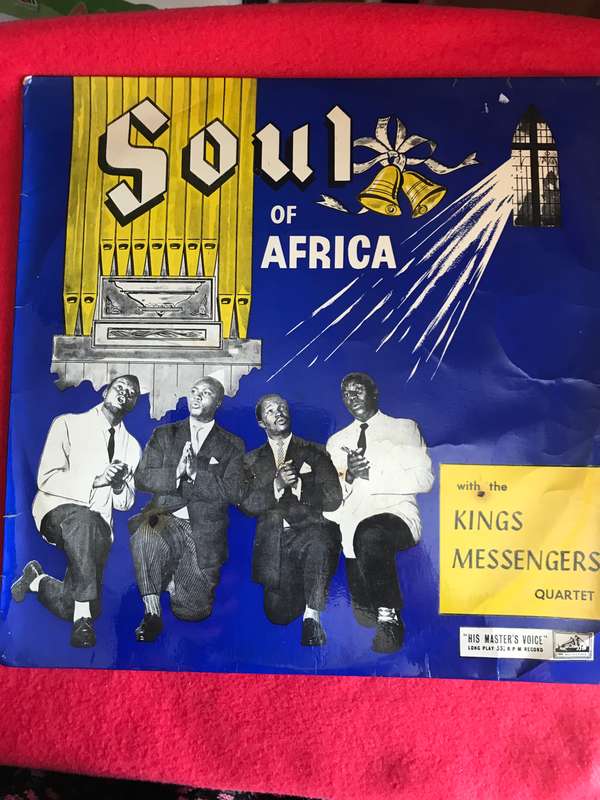 Soul
OF
AFRICA
with the
KINGS
MESSENGERS
QUARTET
"HIS MASTER'S VOICE"
LONG PLAY 33⅓ R P M RECORD